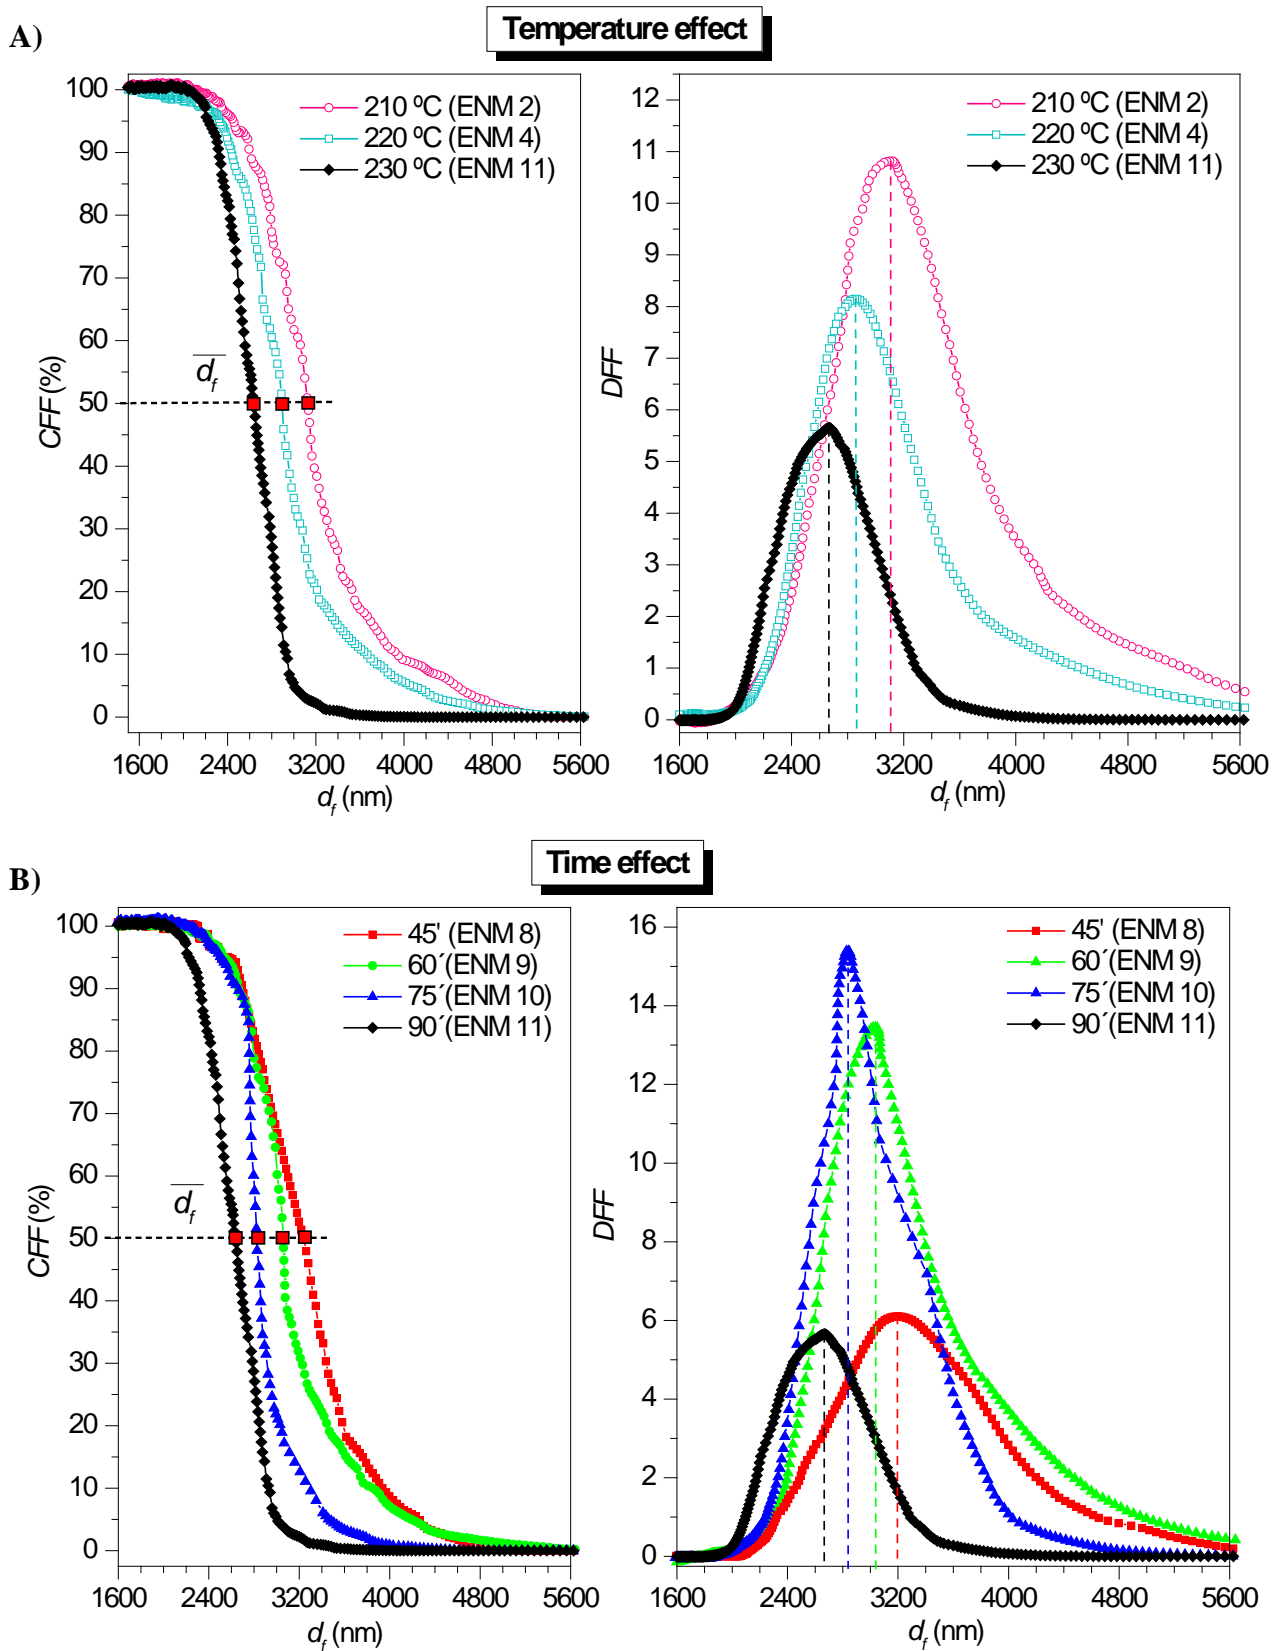 A)
Temperature effect
100
90
80
70
60
50
40
30
20
10
0
CFF (%)
210 ºC (ENM 2)
220 ºC (ENM 4)
230 ºC (ENM 11)
df
1600 2400 3200 4000 4800 5600
df (nm)
12
11
10
9
8
7
6
5
4
3
2
1
0
DFF
210 ºC (ENM 2)
220 ºC (ENM 4)
230 ºC (ENM 11)
1600 2400 3200 4000 4800 5600
df (nm)
B)
Time effect
100
90
80
70
60
50
40
30
20
10
0
CFF (%)
45' (ENM 8)
60´(ENM 9)
75´(ENM 10)
90´(ENM 11)
df
1600 2400 3200 4000 4800 5600
df (nm)
16
14
12
10
8
6
4
2
0
DFF
45' (ENM 8)
60´(ENM 9)
75´(ENM 10)
90´(ENM 11)
1600 2400 3200 4000 4800 5600
df (nm)